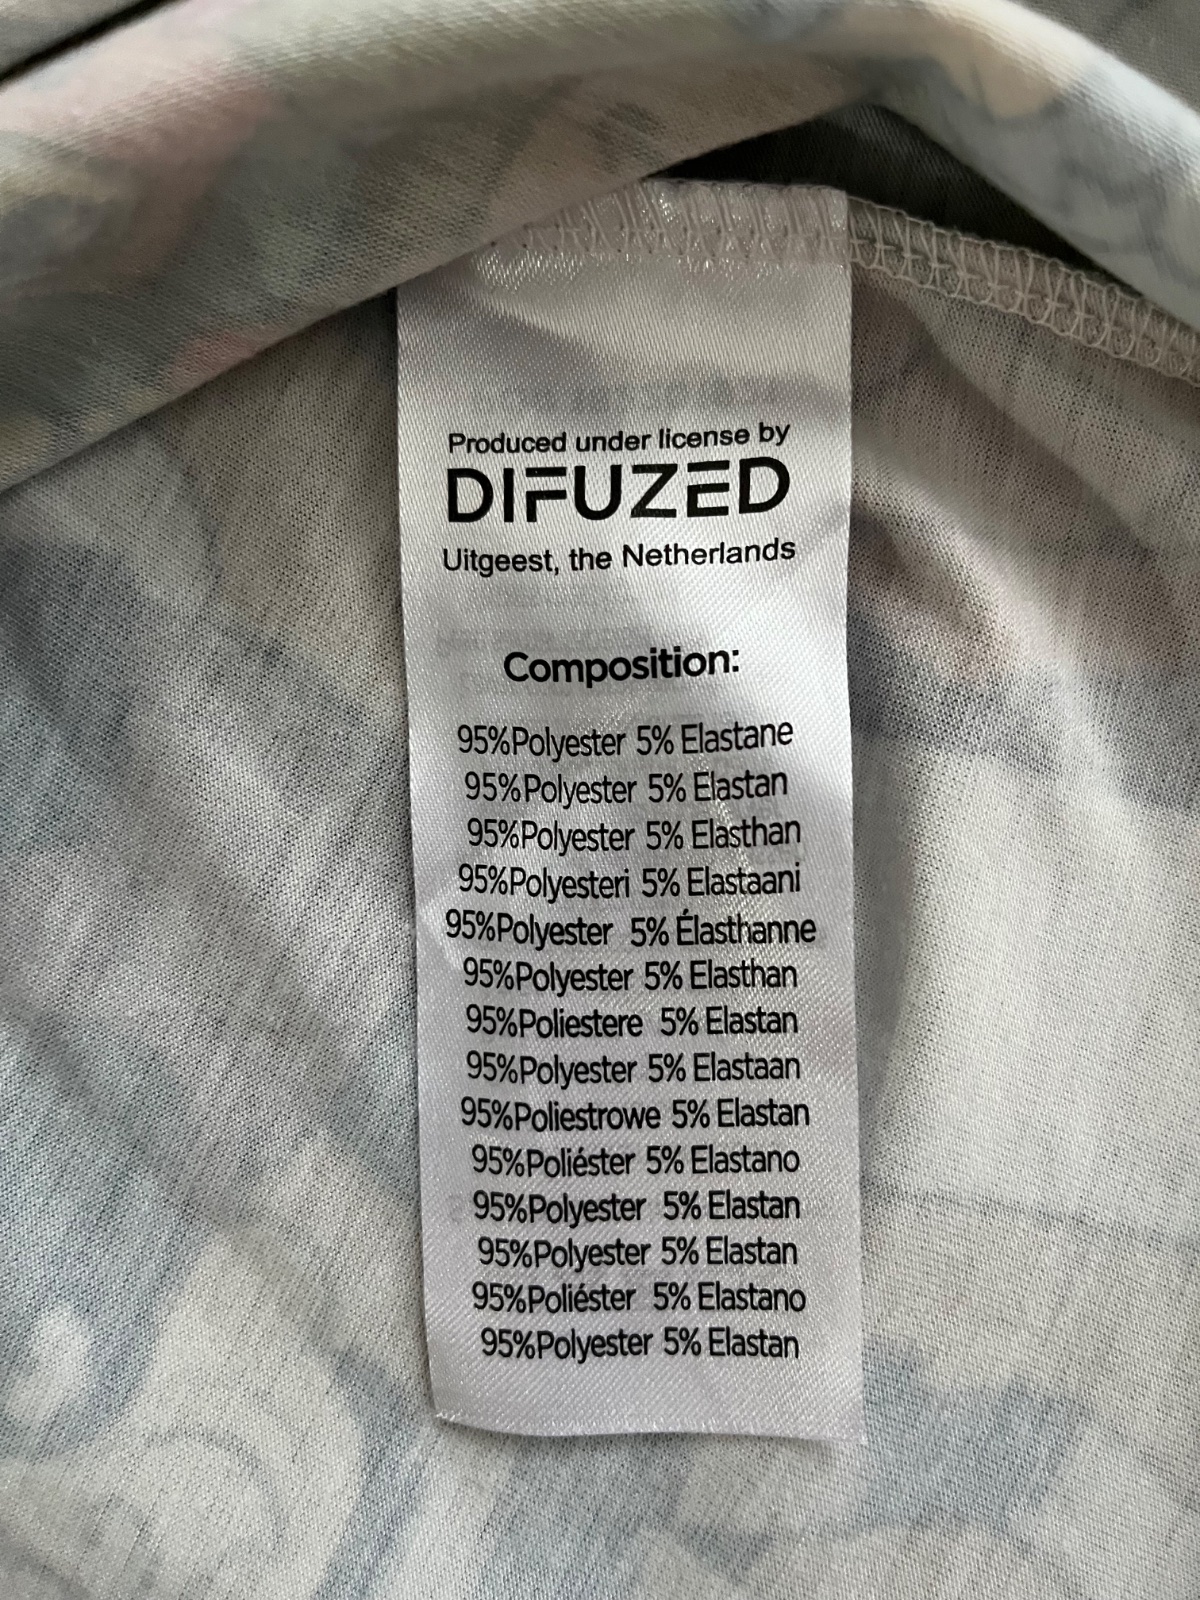 Produced under license by
DIFUZED
Uitgeest, the Netherlands
Composition:
95%Polyester 5% Elastane
95%Polyester 5% Elastan
95%Polyester 5% Elasthan
95%Polyesteri 5% Elastaani
95%Polyester 5% Élasthanne
95%Polyester 5% Elasthan
95%Poliestere 5% Elastan
95%Polyester 5% Elastaan
95%Poliestrowe 5% Elastan
95%Poliéster 5% Elastano
95%Polyester 5% Elastan
95%Polyester 5% Elastan
95%Poliéster 5% Elastano
95%Polyester 5% Elastan